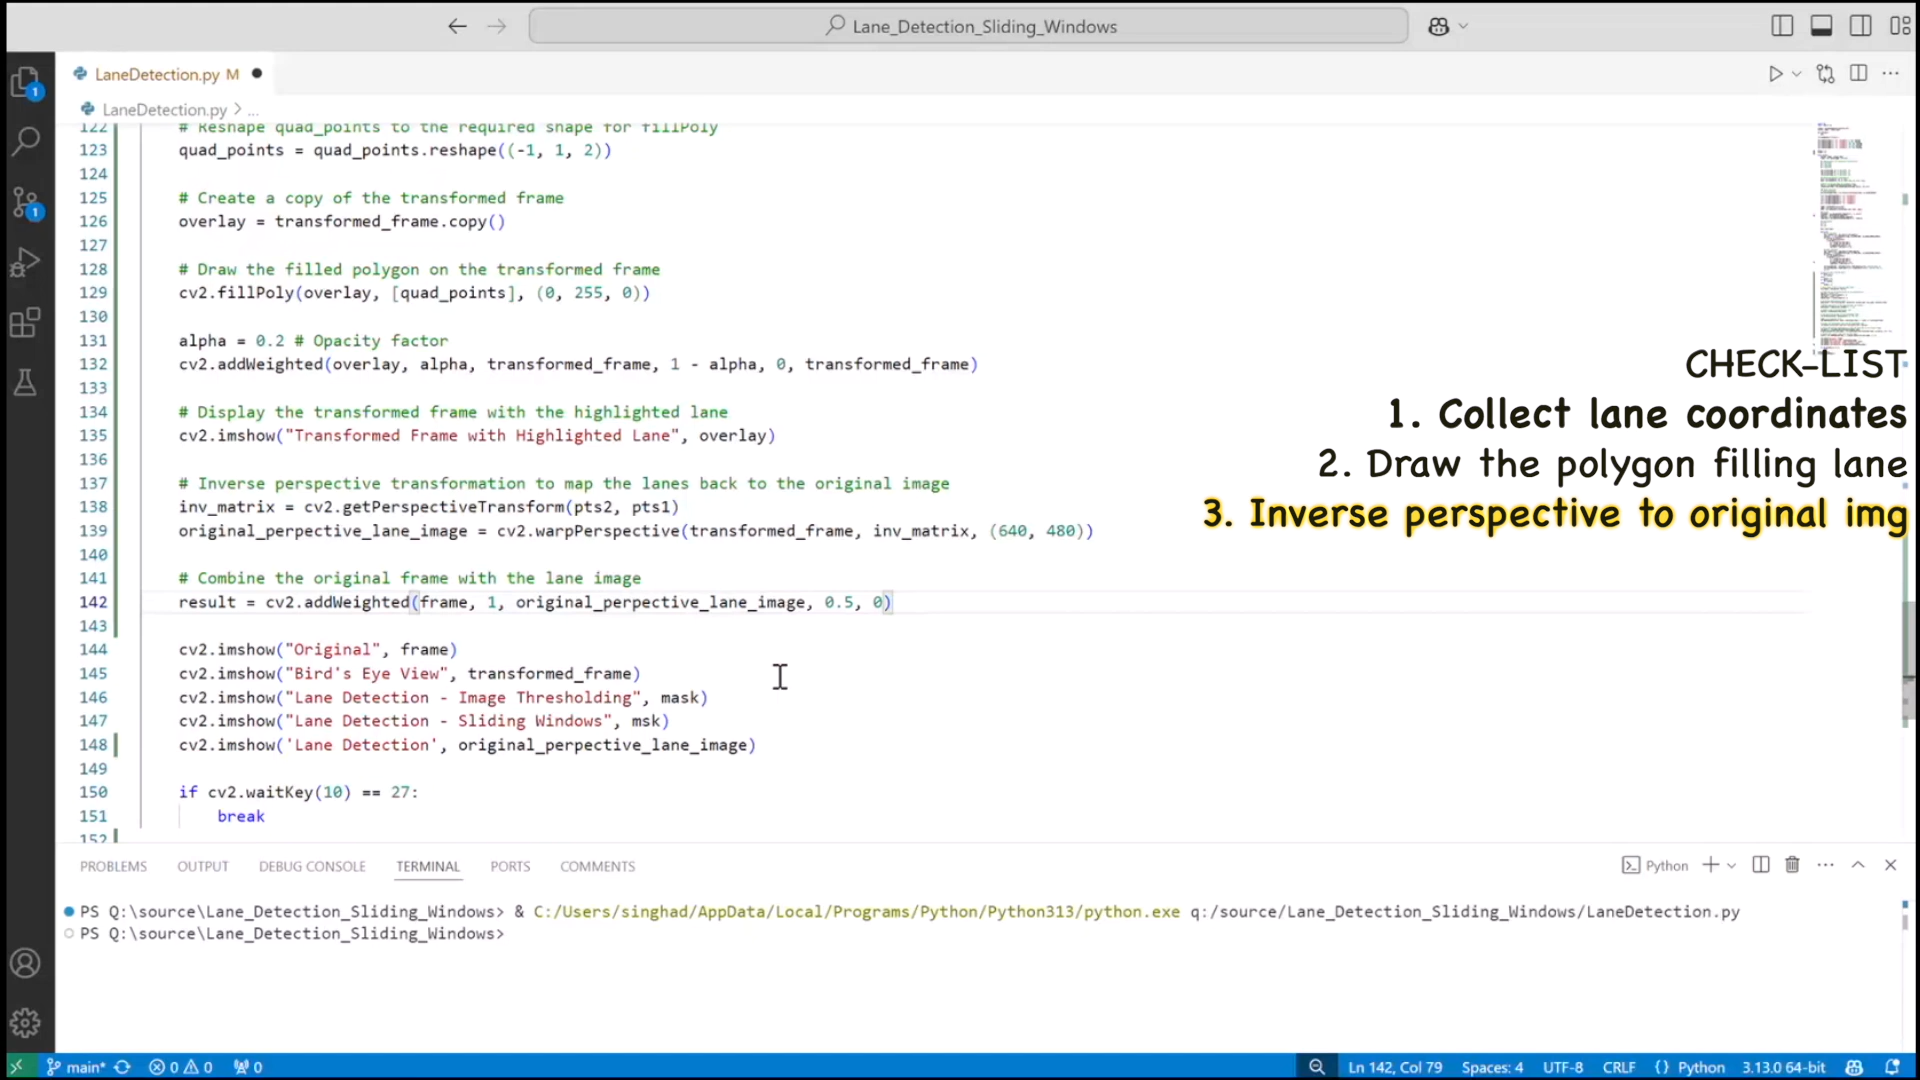 Lane_Detection_Sliding_Windows
LaneDetection.py M
LaneDetection.py > ...
122 # Reshape quad_points to the required shape for fillPoly
123 quad_points = quad_points.reshape((-1, 1, 2))
124
125 # Create a copy of the transformed frame
126 overlay = transformed_frame.copy()
127
128 # Draw the filled polygon on the transformed frame
129 cv2.fillPoly(overlay, [quad_points], (0, 255, 0))
130
131 alpha = 0.2 # Opacity factor
132 cv2.addWeighted(overlay, alpha, transformed_frame, 1 - alpha, 0, transformed_frame)
133
134 # Display the transformed frame with the highlighted lane
135 cv2.imshow("Transformed Frame with Highlighted Lane", overlay)
136
137 # Inverse perspective transformation to map the lanes back to the original image
138 inv_matrix = cv2.getPerspectiveTransform(pts2, pts1)
139 original_perpective_lane_image = cv2.warpPerspective(transformed_frame, inv_matrix, (640, 480))
140
141 # Combine the original frame with the lane image
142 result = cv2.addWeighted(frame, 1, original_perpective_lane_image, 0.5, 0)
143
144 cv2.imshow("Original", frame)
145 cv2.imshow("Bird's Eye View", transformed_frame)
146 cv2.imshow("Lane Detection - Image Thresholding", mask)
147 cv2.imshow("Lane Detection - Sliding Windows", msk)
148 cv2.imshow('Lane Detection', original_perpective_lane_image)
149
150 if cv2.waitKey(10) == 27:
151 break
152
CHECK-LIST
1. Collect lane coordinates
2. Draw the polygon filling lane
3. Inverse perspective to original img
PROBLEMS OUTPUT DEBUG CONSOLE TERMINAL PORTS COMMENTS
Python
PS Q:\source\Lane_Detection_Sliding_Windows> & C:/Users/singhad/AppData/Local/Programs/Python/Python313/python.exe q:/source/Lane_Detection_Sliding_Windows/LaneDetection.py
PS Q:\source\Lane_Detection_Sliding_Windows>
1
1
main* 0 0 0
Ln 142, Col 79 Spaces: 4 UTF-8 CRLF {} Python 3.13.0 64-bit